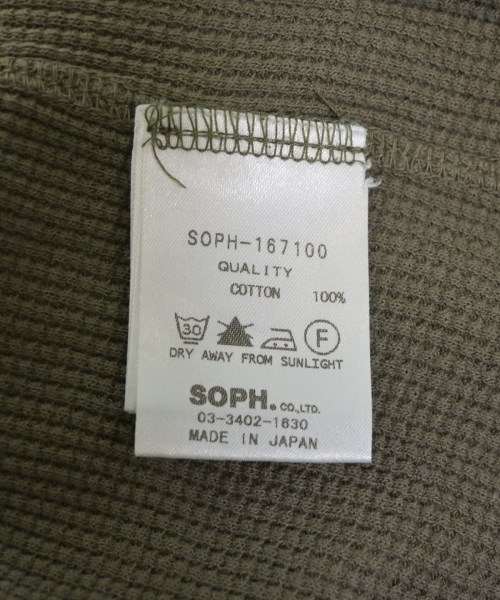 SOPH-167100
QUALITY
COTTON 100%
30 F
DRY AWAY FROM SUNLIGHT
SOPH. CO.,LTD.
03-3402-1630
MADE IN JAPAN